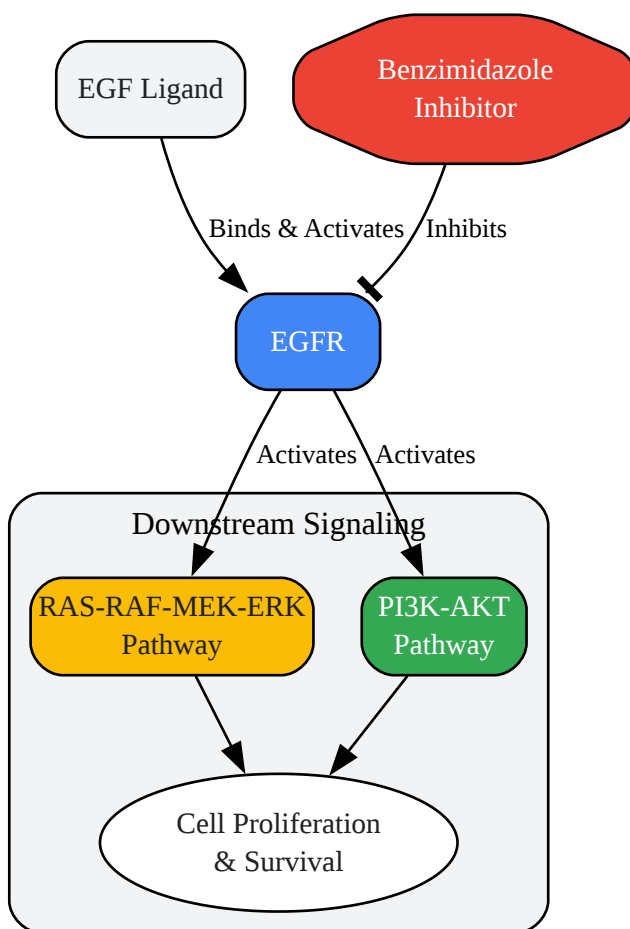 EGF Ligand
Benzimidazole
Inhibitor
Binds & Activates
Inhibits
EGFR
Activates
Activates
Downstream Signaling
RAS-RAF-MEK-ERK
Pathway
PI3K-AKT
Pathway
Cell Proliferation
& Survival